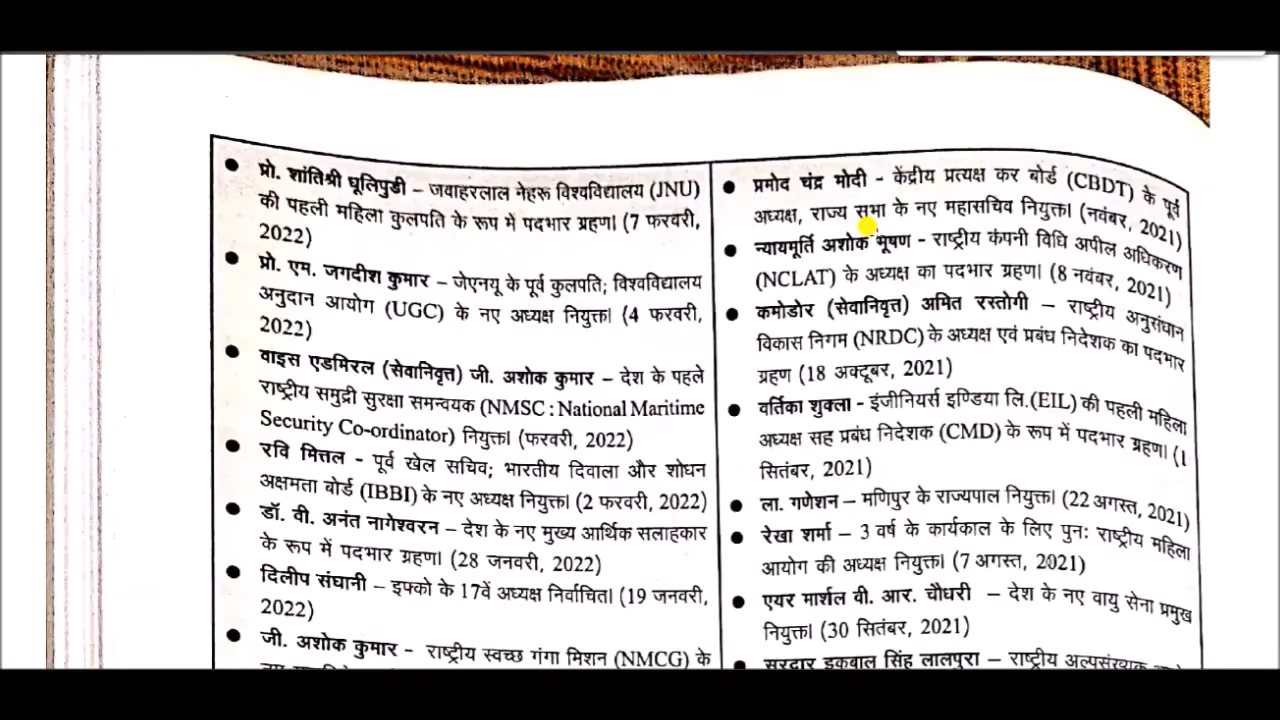 प्रो. शांतिश्री धूलिपुडी – जवाहरलाल नेहरू विश्वविद्यालय (JNU)
की पहली महिला कुलपति के रूप में पदभार ग्रहण। (7 फरवरी,
2022)
प्रो. एम. जगदीश कुमार – जेएनयू के पूर्व कुलपति; विश्वविद्यालय
अनुदान आयोग (UGC) के नए अध्यक्ष नियुक्त। (4 फरवरी,
2022)
वाइस एडमिरल (सेवानिवृत्त) जी. अशोक कुमार – देश के पहले
राष्ट्रीय समुद्री सुरक्षा समन्वयक (NMSC : National Maritime
Security Co-ordinator) नियुक्त। (फरवरी, 2022)
रवि मित्तल - पूर्व खेल सचिव; भारतीय दिवाला और शोधन
अक्षमता बोर्ड (IBBI) के नए अध्यक्ष नियुक्त। (2 फरवरी, 2022)
डॉ. वी. अनंत नागेश्वरन – देश के नए मुख्य आर्थिक सलाहकार
के रूप में पदभार ग्रहण। (28 जनवरी, 2022)
दिलीप संघानी – इफ्को के 17वें अध्यक्ष निर्वाचित। (19 जनवरी,
2022)
जी. अशोक कुमार - राष्ट्रीय स्वच्छ गंगा मिशन (NMCG) के
प्रमोद चंद्र मोदी - केंद्रीय प्रत्यक्ष कर बोर्ड (CBDT) के पूर्व
अध्यक्ष, राज्य सभा के नए महासचिव नियुक्त। (नवंबर, 2021)
न्यायमूर्ति अशोक भूषण - राष्ट्रीय कंपनी विधि अपील अधिकरण
(NCLAT) के अध्यक्ष का पदभार ग्रहण। (8 नवंबर, 2021)
कमोडोर (सेवानिवृत्त) अमित रस्तोगी – राष्ट्रीय अनुसंधान
विकास निगम (NRDC) के अध्यक्ष एवं प्रबंध निदेशक का पदभार
ग्रहण (18 अक्टूबर, 2021)
वर्तिका शुक्ला - इंजीनियर्स इण्डिया लि.(EIL) की पहली महिला
अध्यक्ष सह प्रबंध निदेशक (CMD) के रूप में पदभार ग्रहण। (1
सितंबर, 2021)
ला. गणेशन – मणिपुर के राज्यपाल नियुक्त। (22 अगस्त, 2021)
रेखा शर्मा – 3 वर्ष के कार्यकाल के लिए पुनः राष्ट्रीय महिला
आयोग की अध्यक्ष नियुक्त। (7 अगस्त, 2021)
एयर मार्शल वी. आर. चौधरी – देश के नए वायु सेना प्रमुख
नियुक्त। (30 सितंबर, 2021)
सरदार इकबाल सिंह लालपुरा – राष्ट्रीय अल्पसंख्यक